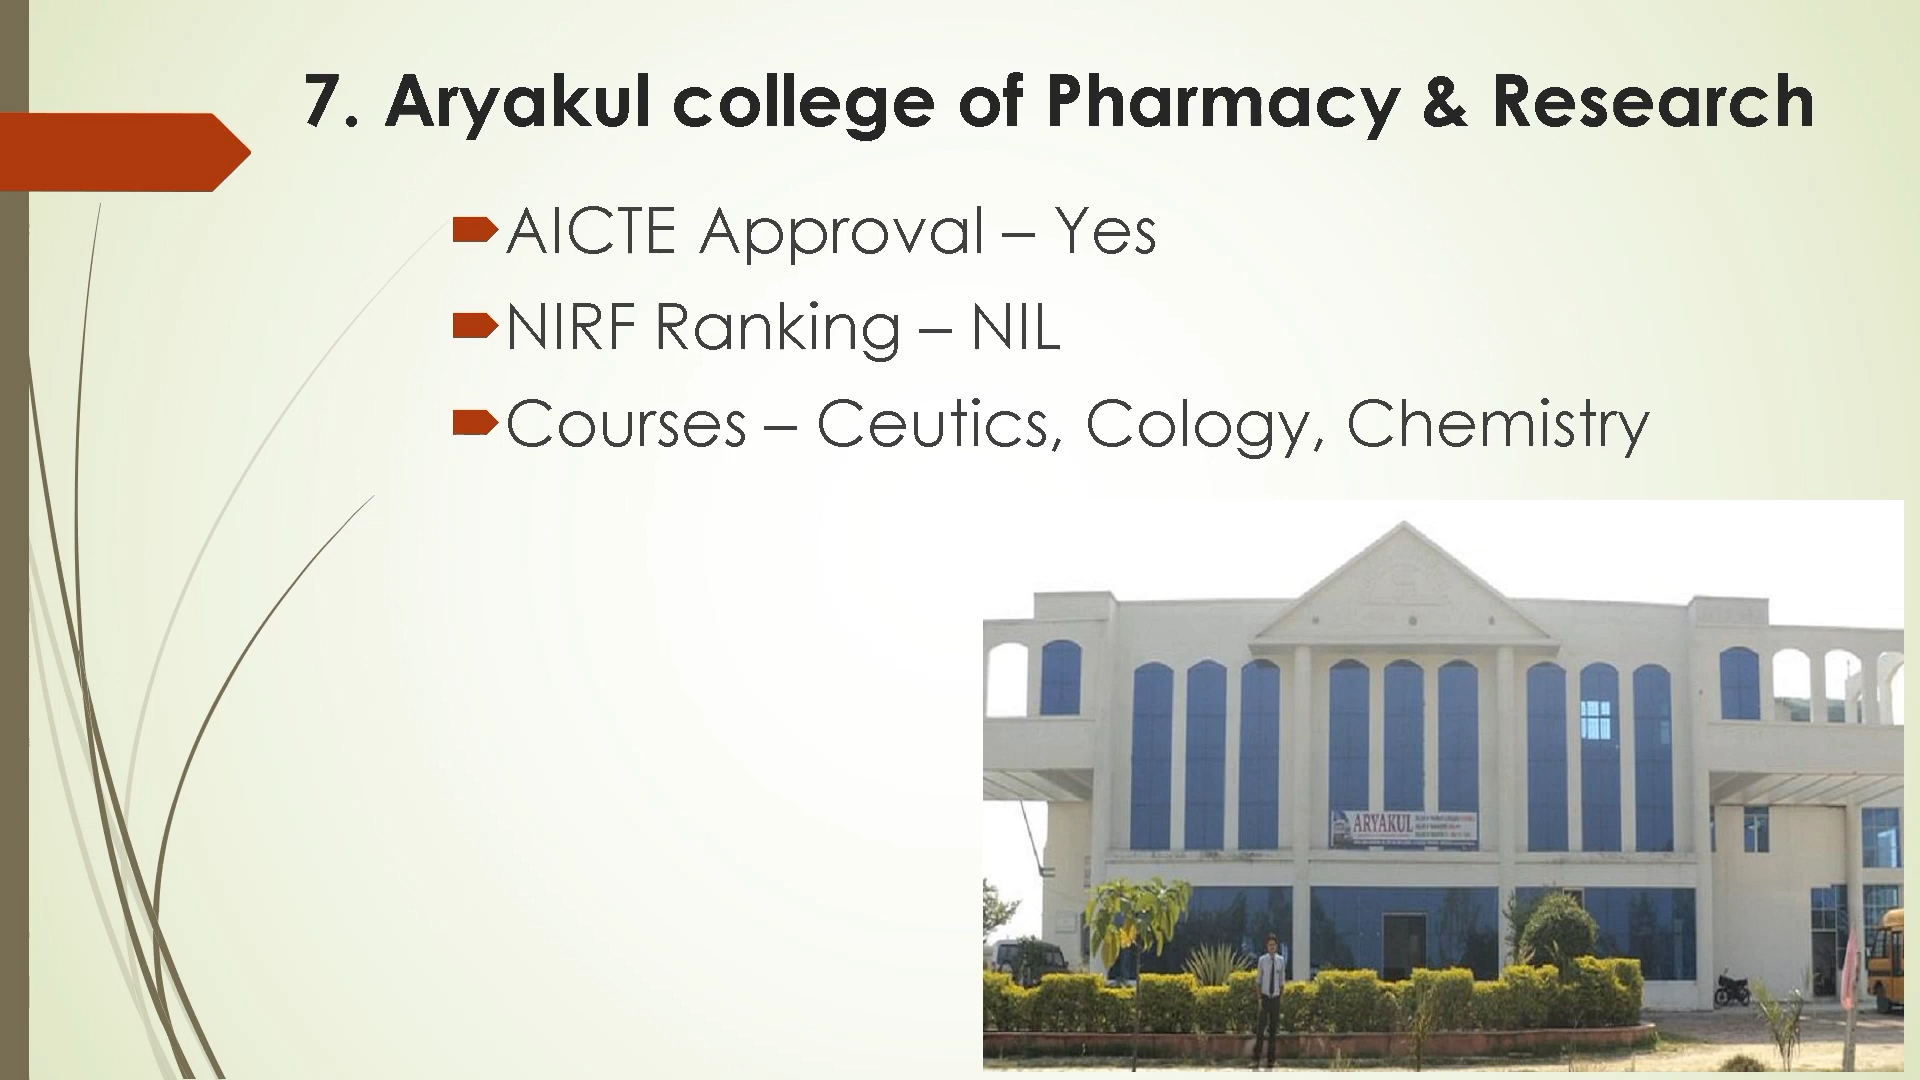 7. Aryakul college of Pharmacy & Research
AICTE Approval – Yes
NIRF Ranking – NIL
Courses – Ceutics, Cology, Chemistry
ARYAKUL